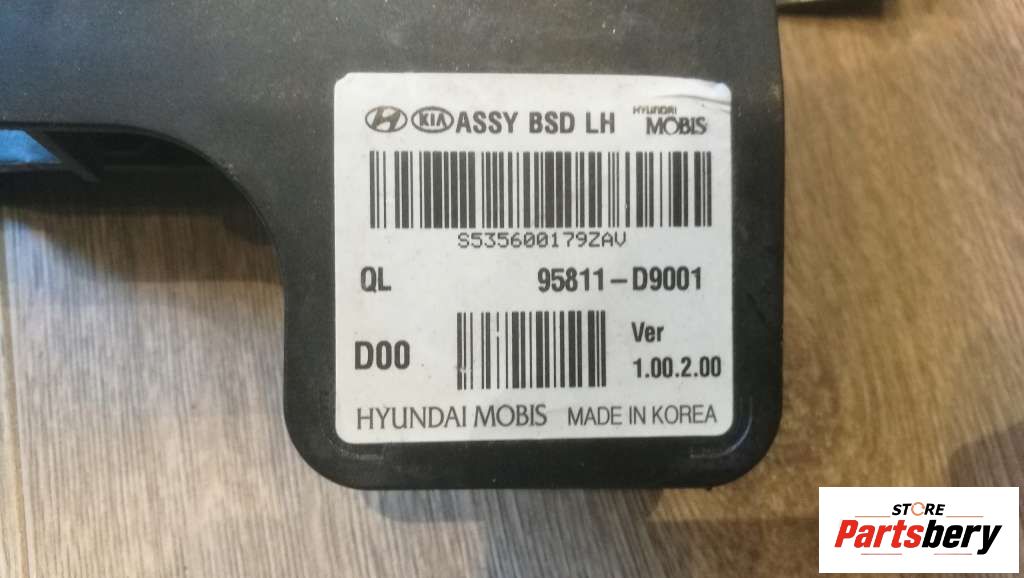 KIA ASSY BSD LH HYUNDAI MOBIS
S535600179ZAV
QL 95811-D9001
D00 Ver 1.00.2.00
HYUNDAI MOBIS MADE IN KOREA
STORE
Partsbery